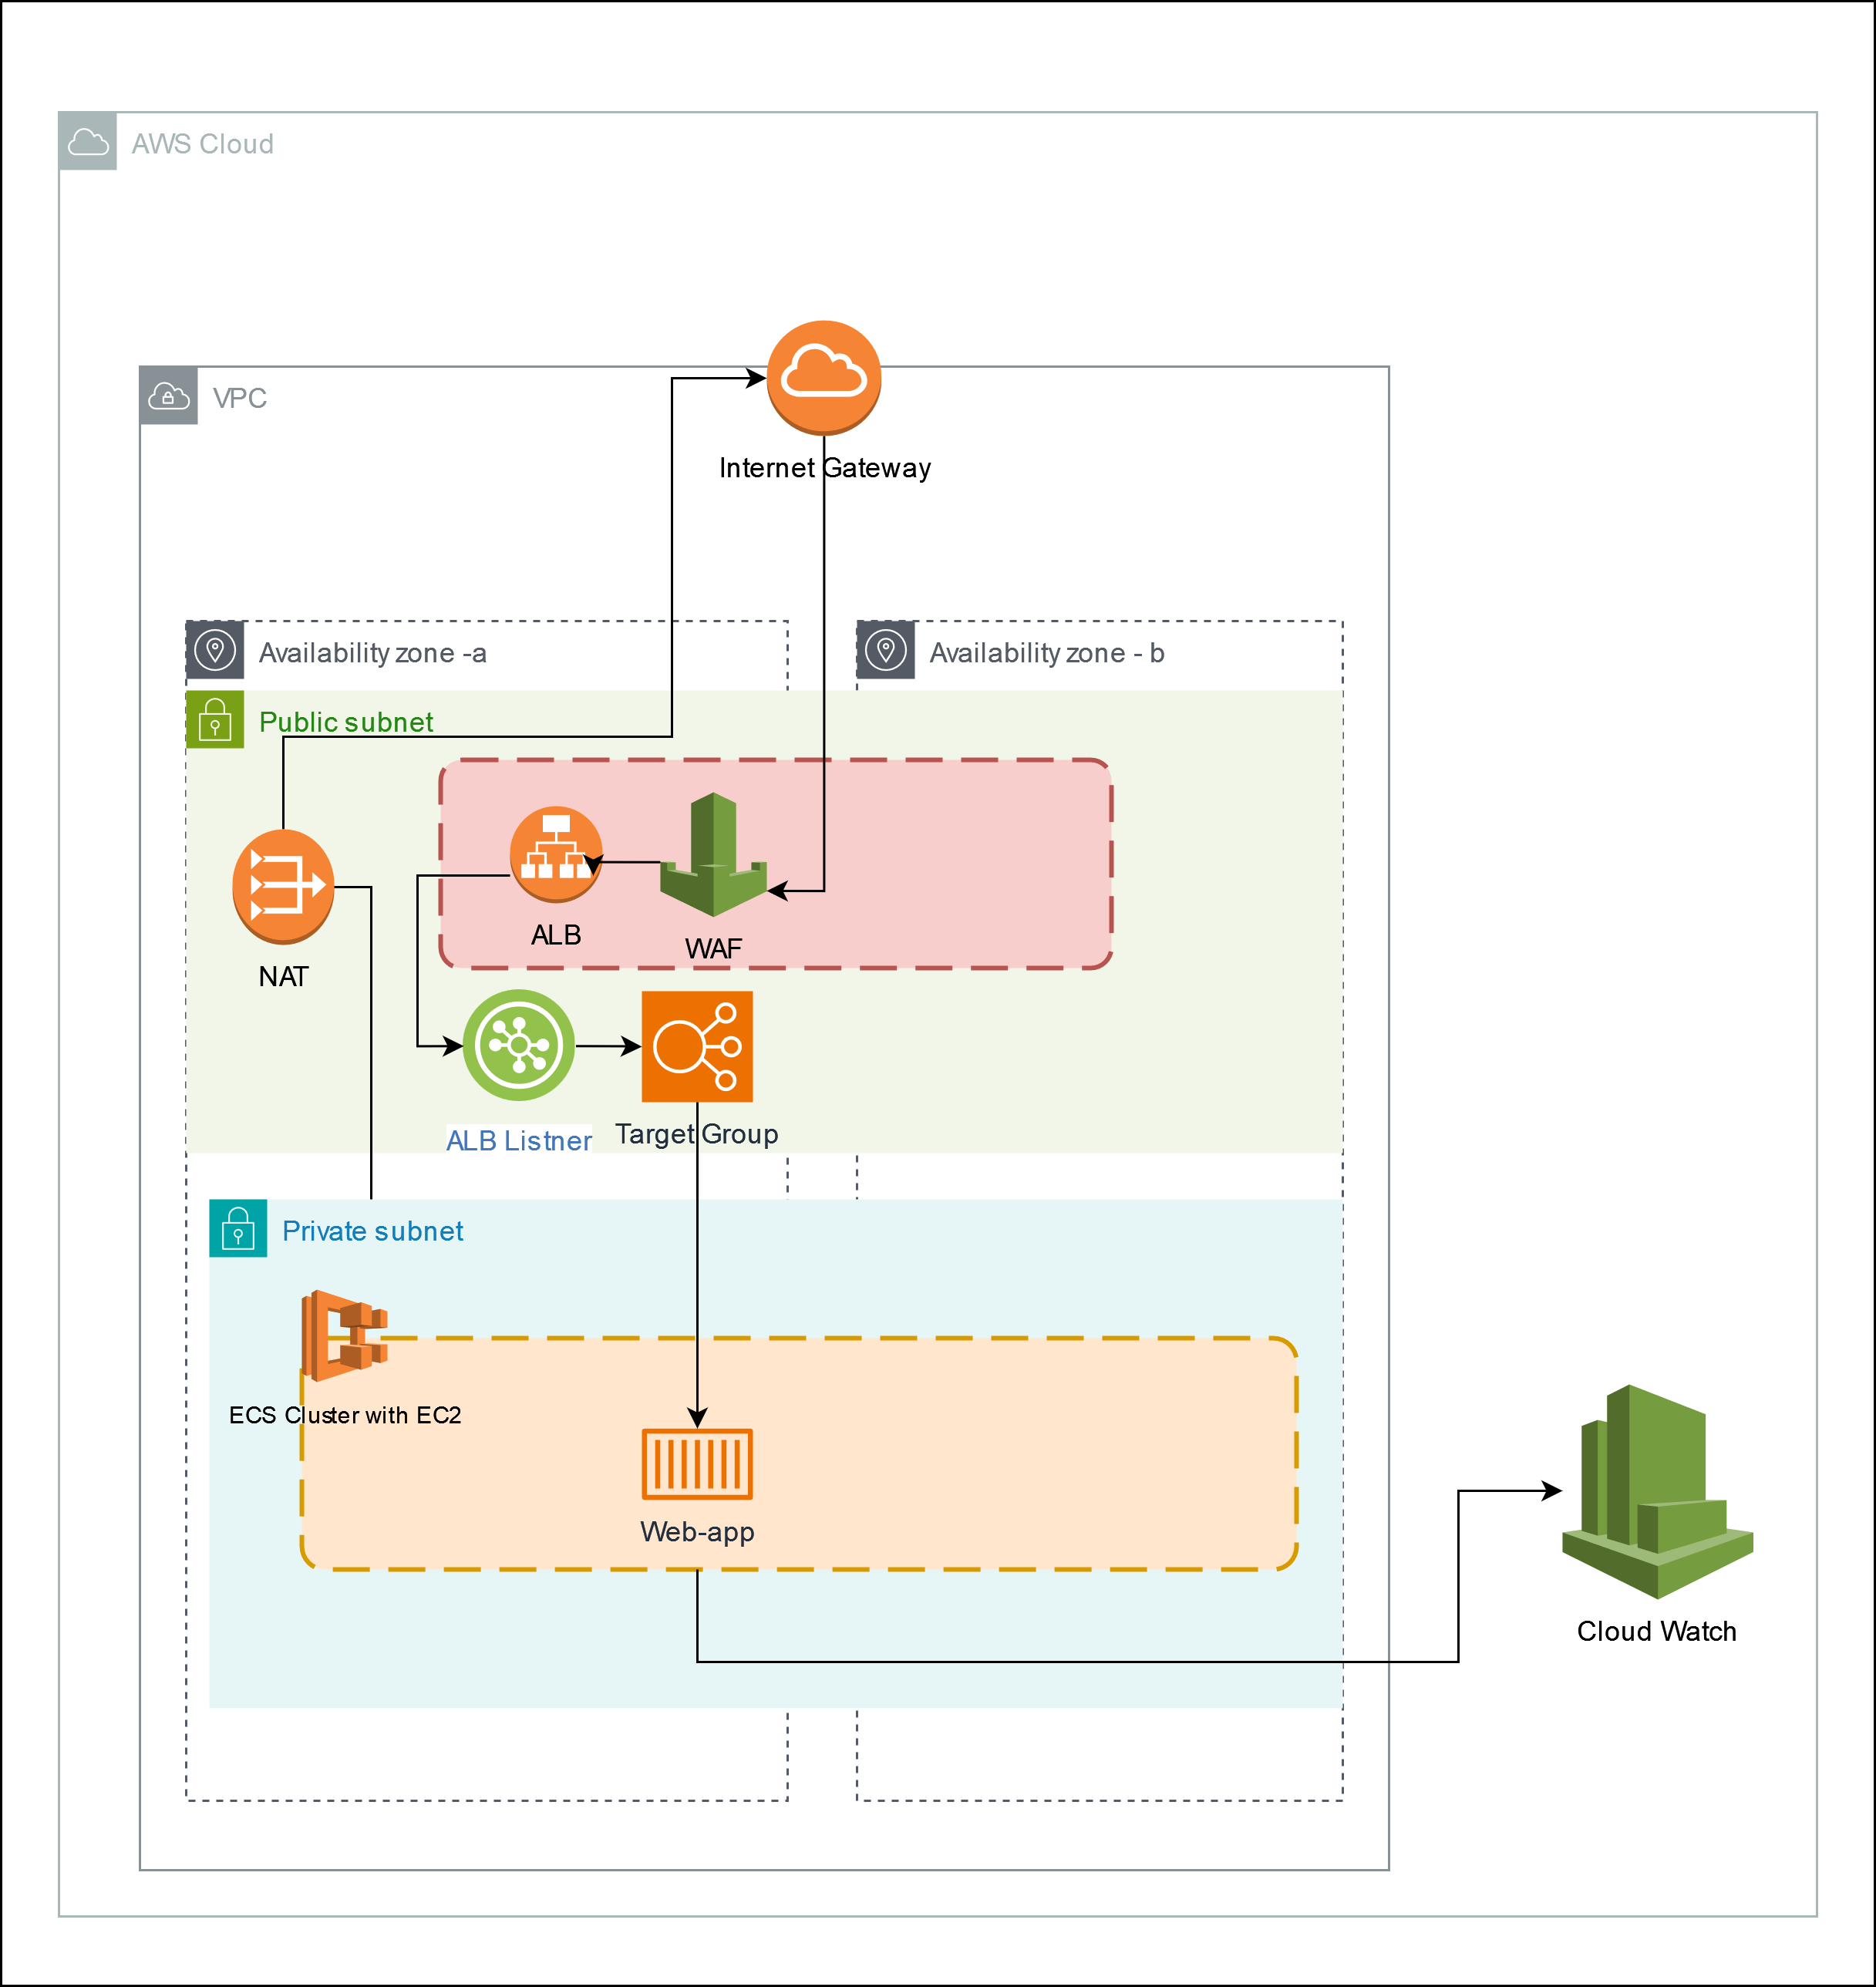 AWS Cloud
VPC
Internet Gateway
Availability zone -a
Availability zone - b
Public subnet
ALB
WAF
NAT
ALB Listner
Target Group
Private subnet
ECS Cluster with EC2
Web-app
Cloud Watch